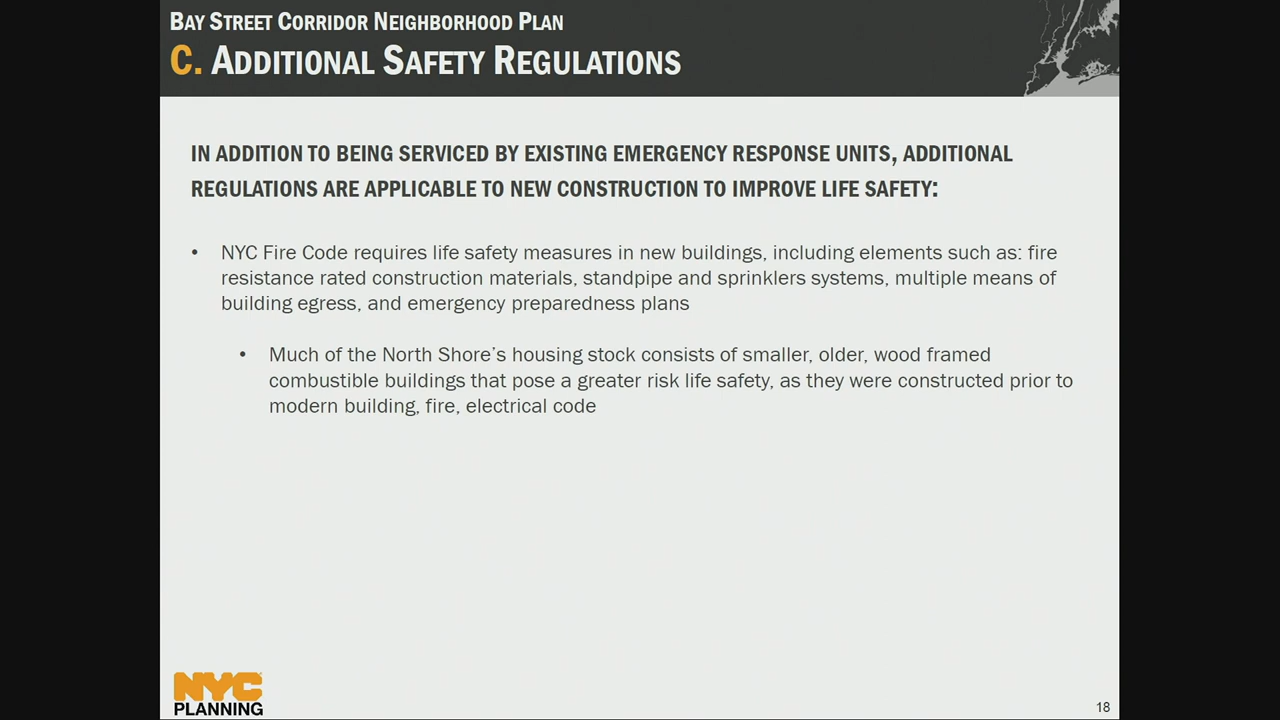 BAY STREET CORRIDOR NEIGHBORHOOD PLAN
C. ADDITIONAL SAFETY REGULATIONS
IN ADDITION TO BEING SERVICED BY EXISTING EMERGENCY RESPONSE UNITS, ADDITIONAL
REGULATIONS ARE APPLICABLE TO NEW CONSTRUCTION TO IMPROVE LIFE SAFETY:
• NYC Fire Code requires life safety measures in new buildings, including elements such as: fire
resistance rated construction materials, standpipe and sprinklers systems, multiple means of
building egress, and emergency preparedness plans
• Much of the North Shore's housing stock consists of smaller, older, wood framed
combustible buildings that pose a greater risk life safety, as they were constructed prior to
modern building, fire, electrical code
NYC
PLANNING
18